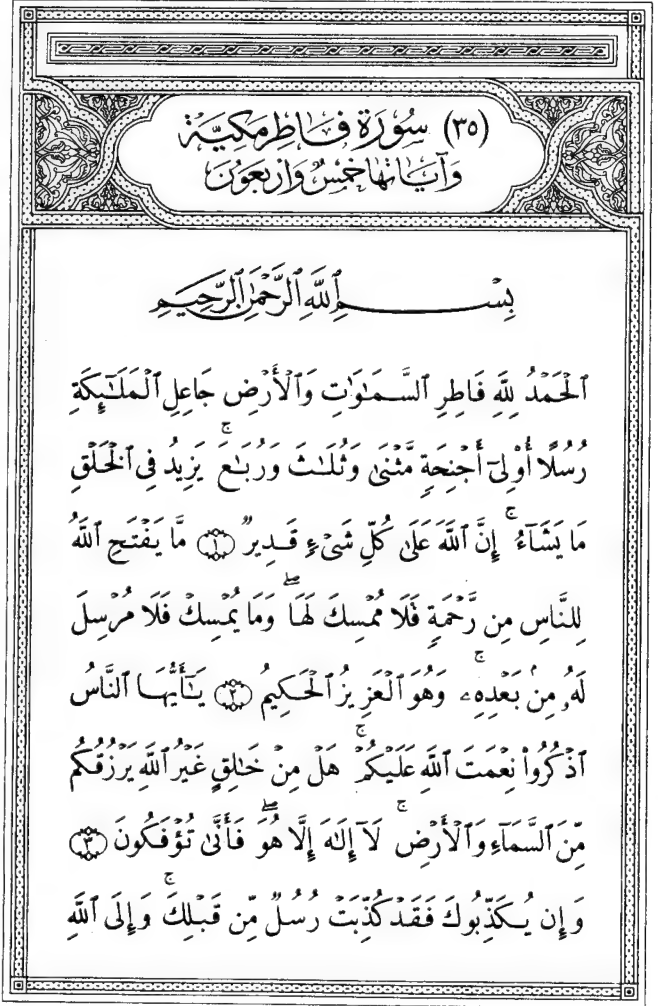 (٣٥) سُورَة فَاطِر مَكِّيَّة
وَآيَاتُهَا خَمْسٌ وَأَرْبَعُونَ
بِسْمِ ٱللَّهِ ٱلرَّحْمَٰنِ ٱلرَّحِيمِ
ٱلْحَمْدُ لِلَّهِ فَاطِرِ ٱلسَّمَٰوَٰتِ وَٱلْأَرْضِ جَاعِلِ ٱلْمَلَٰٓئِكَةِ
رُسُلًا أُوْلِىٓ أَجْنِحَةٍ مَّثْنَىٰ وَثُلَٰثَ وَرُبَٰعَ ۚ يَزِيدُ فِى ٱلْخَلْقِ
مَا يَشَآءُ ۚ إِنَّ ٱللَّهَ عَلَىٰ كُلِّ شَىْءٍ قَدِيرٌ ۝١ مَّا يَفْتَحِ ٱللَّهُ
لِلنَّاسِ مِن رَّحْمَةٍ فَلَا مُمْسِكَ لَهَا ۖ وَمَا يُمْسِكْ فَلَا مُرْسِلَ
لَهُۥ مِنۢ بَعْدِهِۦ ۚ وَهُوَ ٱلْعَزِيزُ ٱلْحَكِيمُ ۝٢ يَٰٓأَيُّهَا ٱلنَّاسُ
ٱذْكُرُواْ نِعْمَتَ ٱللَّهِ عَلَيْكُمْ ۚ هَلْ مِنْ خَٰلِقٍ غَيْرُ ٱللَّهِ يَرْزُقُكُم
مِّنَ ٱلسَّمَآءِ وَٱلْأَرْضِ ۚ لَآ إِلَٰهَ إِلَّا هُوَ ۖ فَأَنَّىٰ تُؤْفَكُونَ ۝٣
وَإِن يُكَذِّبُوكَ فَقَدْ كُذِّبَتْ رُسُلٌ مِّن قَبْلِكَ ۚ وَإِلَى ٱللَّهِ